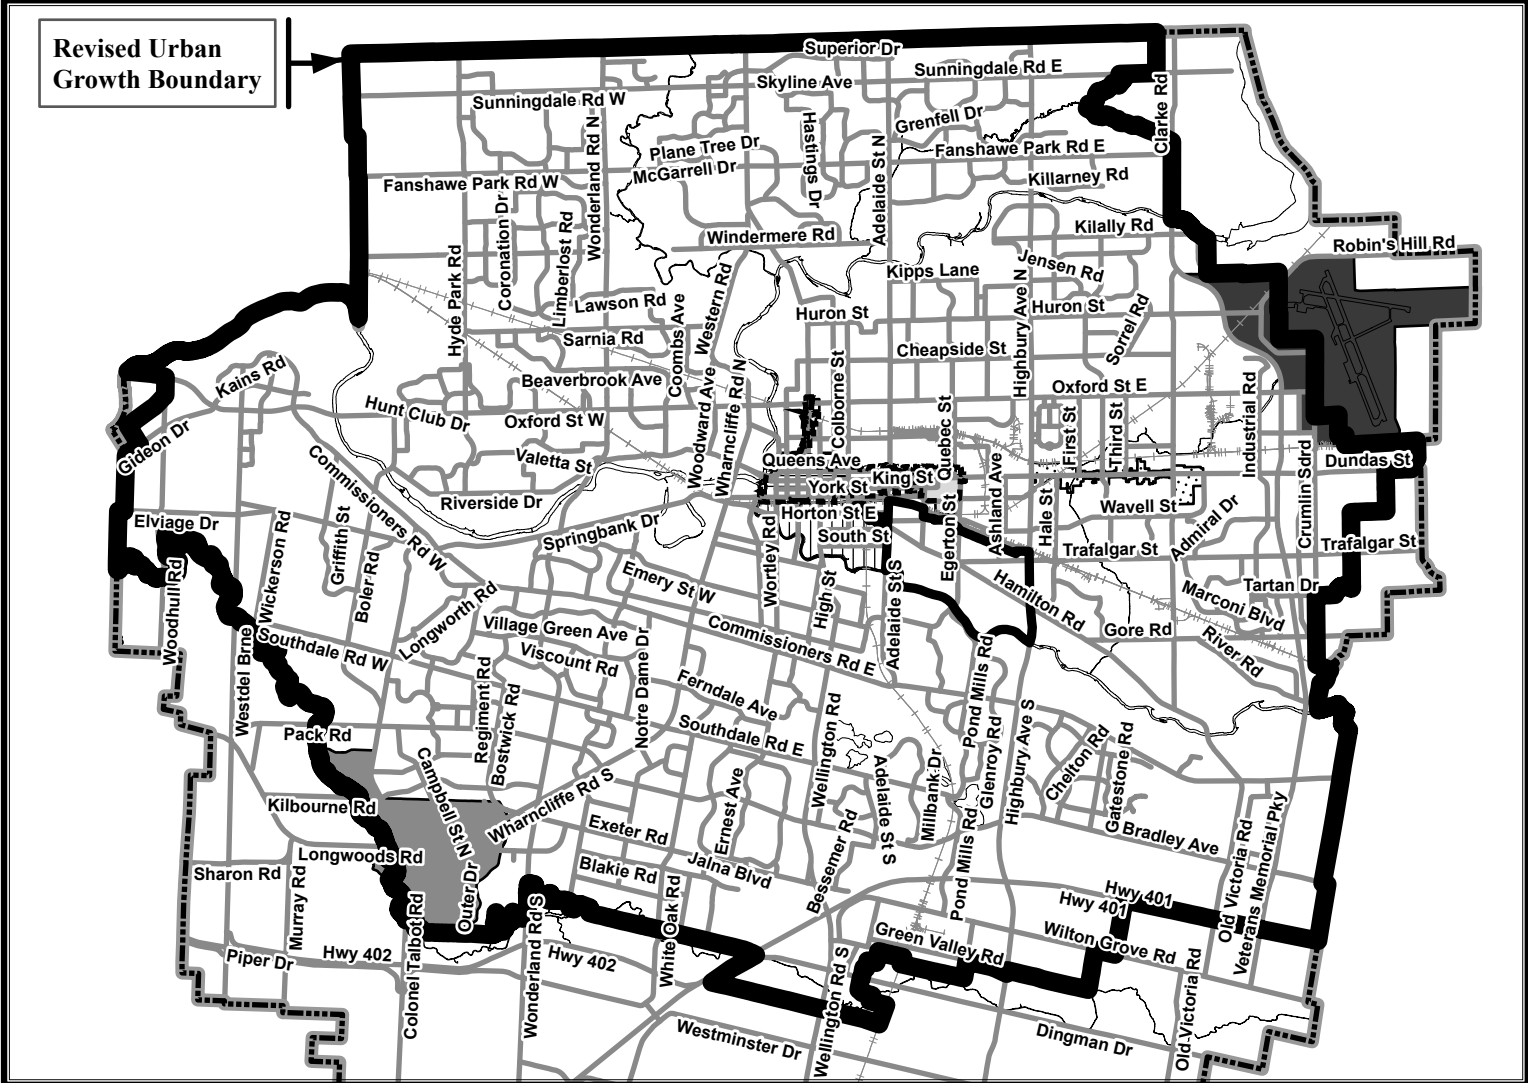 Revised Urban
Growth Boundary
Superior Dr
Sunningdale Rd E
Skyline Ave
Sunningdale Rd W
Clarke Rd
Hastings Dr
Grenfell Dr
Wonderland Rd N
Plane Tree Dr
Fanshawe Park Rd E
McGarrell Dr
Adelaide St N
Fanshawe Park Rd W
Killarney Rd
Coronation Dr
Limberlost Rd
Kilally Rd
Windermere Rd
Robin's Hill Rd
Hyde Park Rd
Jensen Rd
Kipps Lane
Western Rd
Lawson Rd
Coombs Ave
Highbury Ave N
Huron St
Huron St
Sorrel Rd
Sarnia Rd
Cheapside St
Kains Rd
Beaverbrook Ave
Woodward Ave
Wharncliffe Rd N
Colborne St
Oxford St E
Industrial Rd
Hunt Club Dr
Oxford St W
Quebec St
First St
Third St
Gideon Dr
Commissioners Rd W
Valetta St
Queens Ave
Ashland Ave
Dundas St
King St
York St
Riverside Dr
Horton St E
Egerton St
Hale St
Wavell St
Admiral Dr
Crumlin Sdrd
Elviage Dr
Springbank Dr
South St
Trafalgar St
Trafalgar St
Wickerson Rd
Griffith St
Boler Rd
Wortley Rd
High St
Adelaide St S
Emery St W
Hamilton Rd
Marconi Blvd
Tartan Dr
Woodhull Rd
Longworth Rd
Village Green Ave
Commissioners Rd E
Gore Rd
River Rd
Southdale Rd W
Viscount Rd
Westdel Brne
Notre Dame Dr
Ferndale Ave
Pond Mills Rd
Regiment Rd
Bostwick Rd
Southdale Rd E
Wellington Rd
Glenroy Rd
Highbury Ave S
Chelton Rd
Gatestone Rd
Pack Rd
Campbell St N
Wharncliffe Rd S
Ernest Ave
Adelaide St S
Millbank Dr
Kilbourne Rd
Exeter Rd
Bessemer Rd
Pond Mills Rd
Bradley Ave
Old Victoria Rd
Veterans Memorial Pky
Longwoods Rd
Blakie Rd
Jalna Blvd
Sharon Rd
Murray Rd
Outer Dr
Hwy 401
Hwy 401
Colonel Talbot Rd
Wonderland Rd S
White Oak Rd
Green Valley Rd
Wilton Grove Rd
Piper Dr
Hwy 402
Hwy 402
Wellington Rd S
Old Victoria Rd
Westminster Dr
Dingman Dr